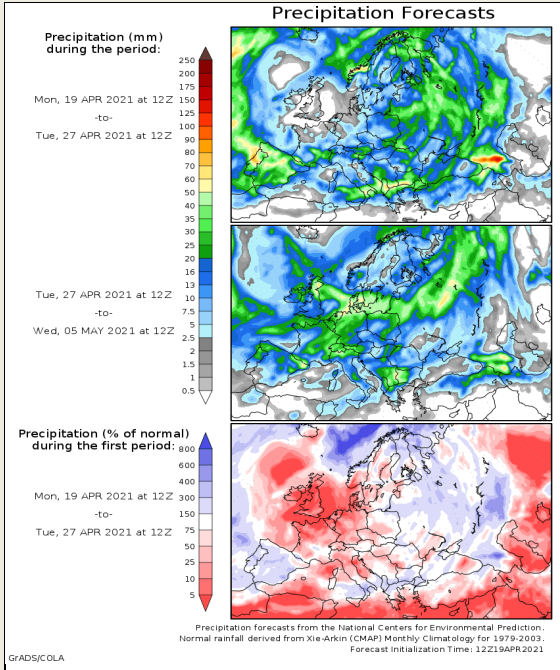 Precipitation Forecasts
Precipitation (mm)
during the period:
250
200
175
150
125
100
90
80
70
60
50
40
35
30
25
20
16
13
10
7.5
5
2.5
2
1.5
1
0.5
Mon, 19 APR 2021 at 12Z
-to-
Tue, 27 APR 2021 at 12Z
Tue, 27 APR 2021 at 12Z
-to-
Wed, 05 MAY 2021 at 12Z
Precipitation (% of normal)
during the first period:
800
600
400
300
150
75
50
25
10
5
Mon, 19 APR 2021 at 12Z
-to-
Tue, 27 APR 2021 at 12Z
Precipitation forecasts from the National Centers for Environmental Prediction.
Normal rainfall derived from Xie-Arkin (CMAP) Monthly Climatology for 1979-2003.
Forecast Initialization Time: 12Z19APR2021
GrADS/COLA